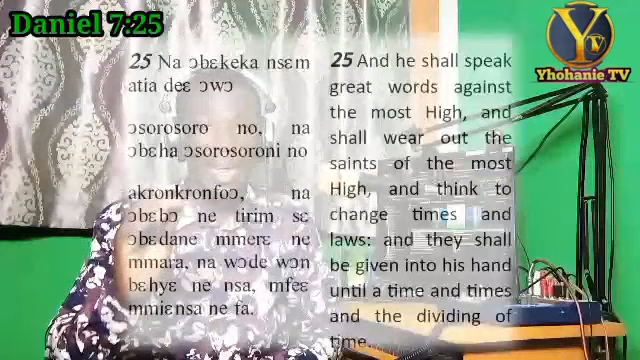 Daniel 7:25
25 Na ɔbɛkeka nsɛm
atia deɛ ɔwɔ
ɔsorosoro no, na
ɔbɛha ɔsorosoroni no
akronkronfoɔ, na
ɔbɛbɔ ne tirim sɛ
ɔbɛdane mmerɛ ne
mmara, na wɔde wɔn
bɛhyɛ ne nsa, mfeɛ
mmiɛnsa ne fa.
25 And he shall speak
great words against
the most High, and
shall wear out the
saints of the most
High, and think to
change times and
laws: and they shall
be given into his hand
until a time and times
and the dividing of
time.
Y TV
Yhohanie TV